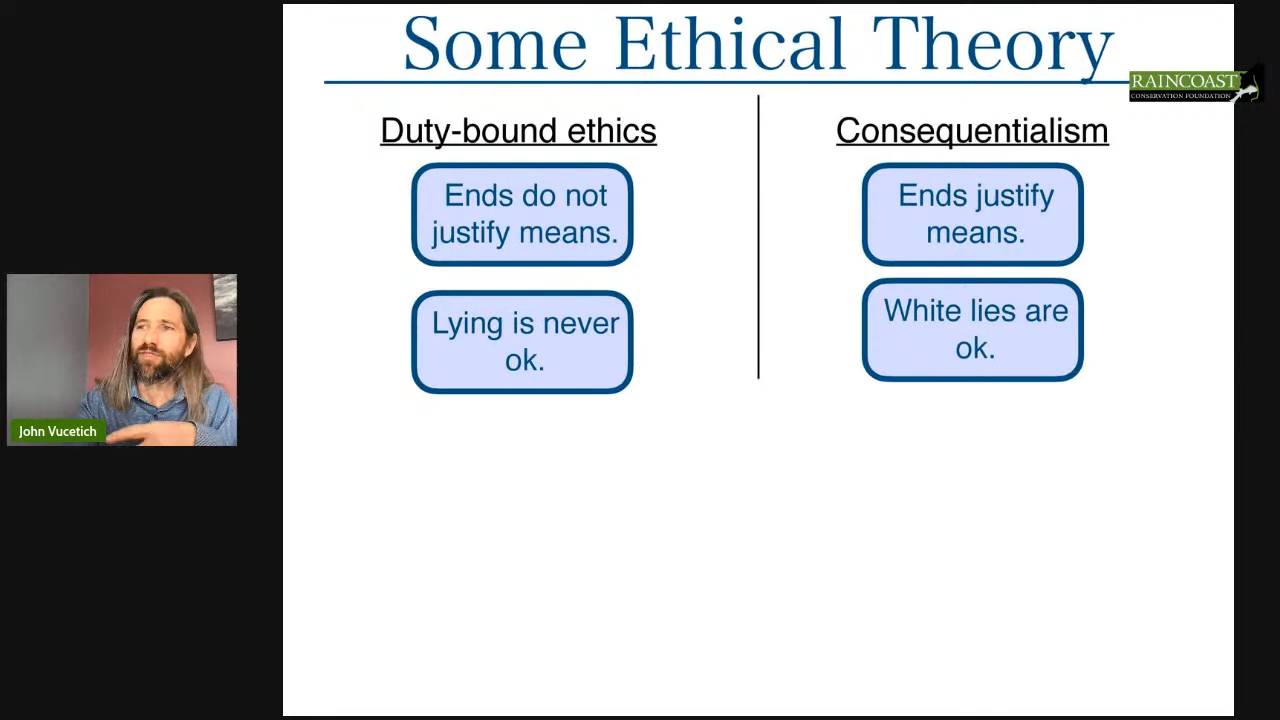 Some Ethical Theory
RAINCOAST
CONSERVATION FOUNDATION
Duty-bound ethics
Consequentialism
Ends do not
justify means.
Ends justify
means.
Lying is never
ok.
White lies are
ok.
John Vucetich